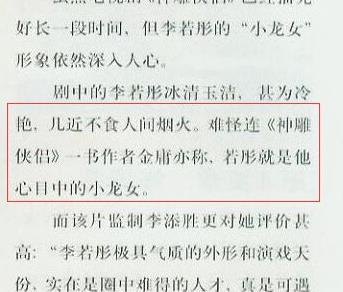 好长一段时间，但李若彤的“小龙女”
形象依然深入人心。
剧中的李若彤冰清玉洁，甚为冷
艳，几近不食人间烟火。难怪连《神雕
侠侣》一书作者金庸亦称，若彤就是他
心目中的小龙女。
而该片监制李添胜更对她评价甚
高：“李若彤极具气质的外形和演戏天
份，实在是圈中难得的人才，真是可遇